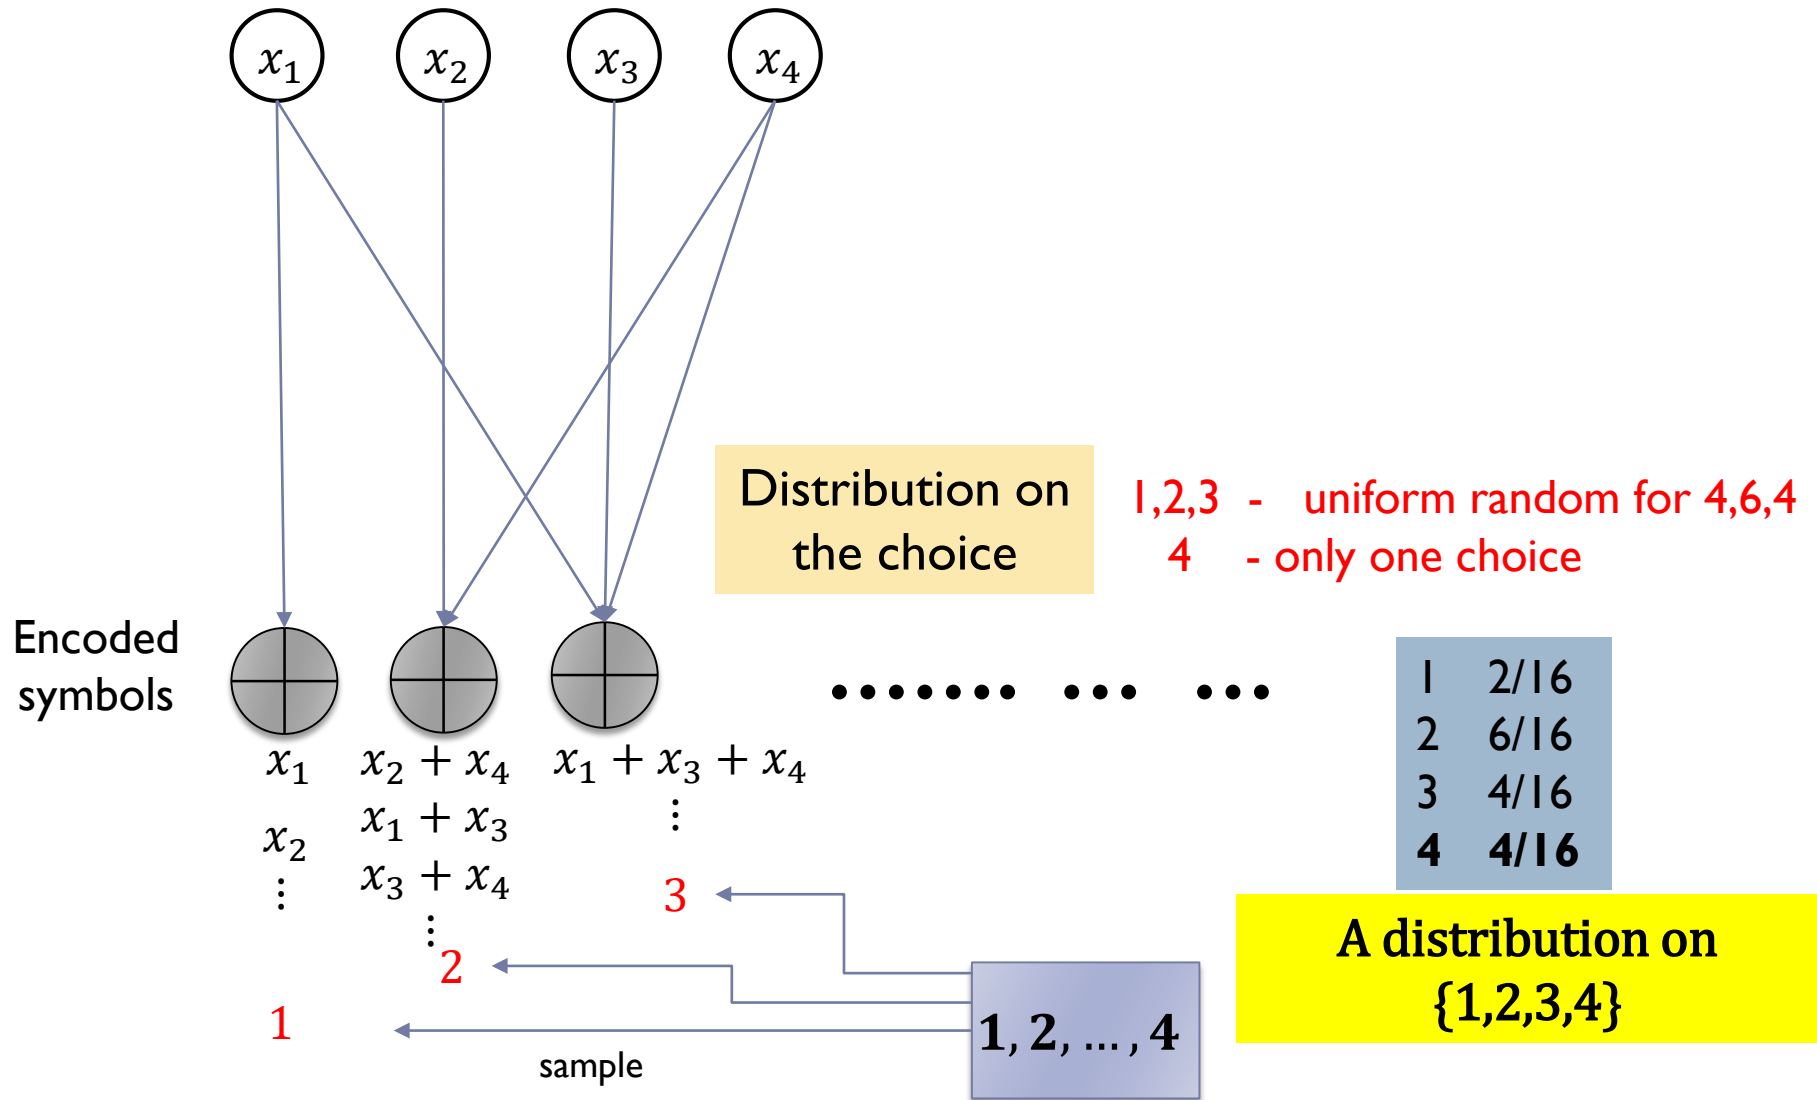 x₁ x₂ x₃ x₄
Distribution on
the choice
1,2,3 - uniform random for 4,6,4
4 - only one choice
Encoded
symbols
x₁ x₂ + x₄ x₁ + x₃ + x₄
x₂ x₁ + x₃ ⋮
⋮ x₃ + x₄
⋮
3
2
1
sample
1, 2, … , 4
1 2/16
2 6/16
3 4/16
4 4/16
A distribution on
{1,2,3,4}